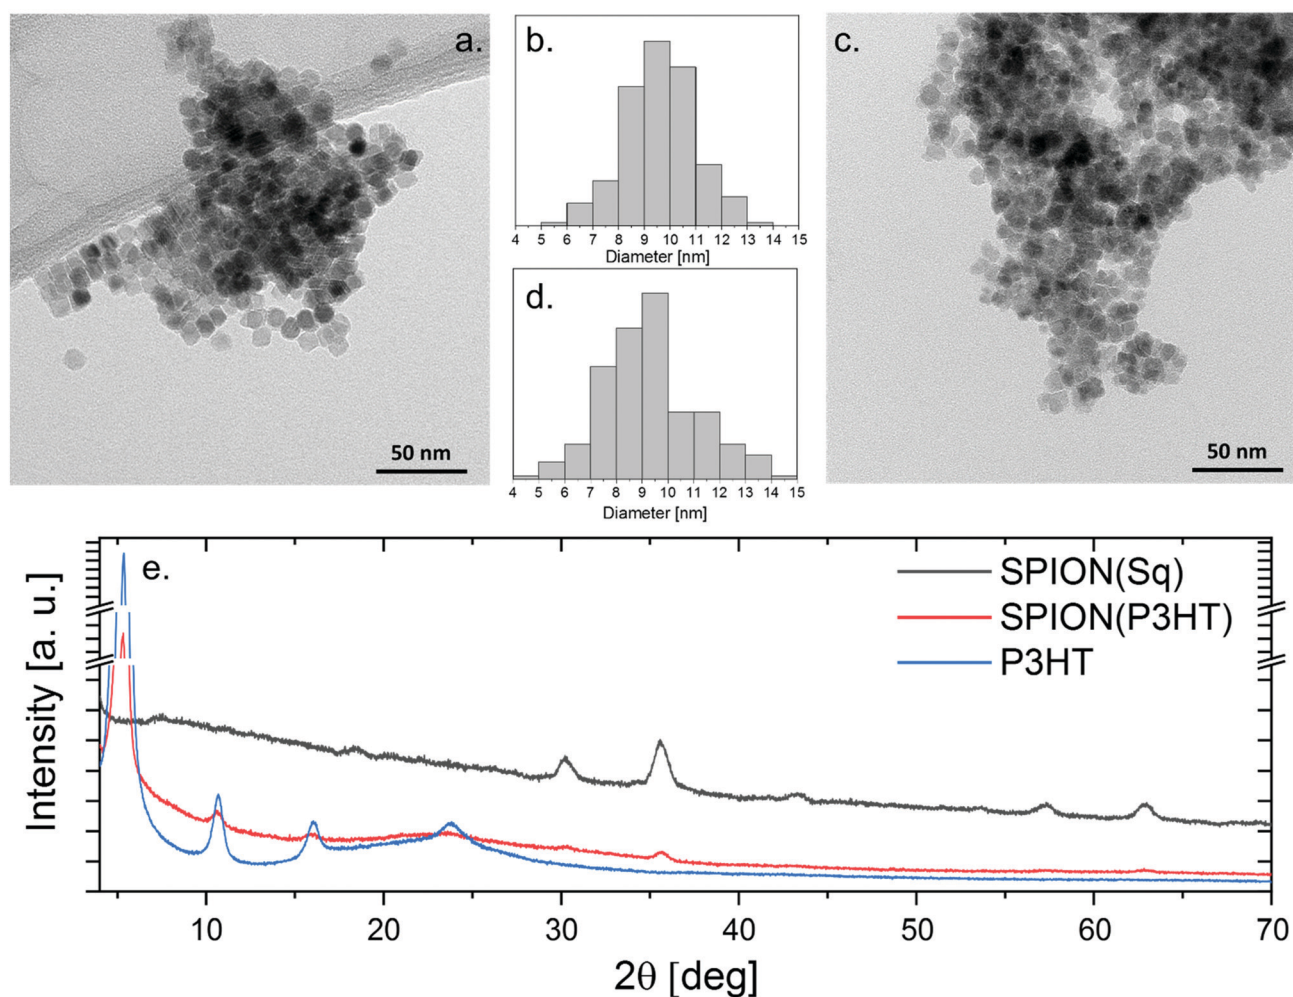 a.
50 nm
b.
4 5 6 7 8 9 10 11 12 13 14 15
Diameter [nm]
d.
4 5 6 7 8 9 10 11 12 13 14 15
Diameter [nm]
c.
50 nm
e.
SPION(Sq)
SPION(P3HT)
P3HT
Intensity [a. u.]
10 20 30 40 50 60 70
2θ [deg]